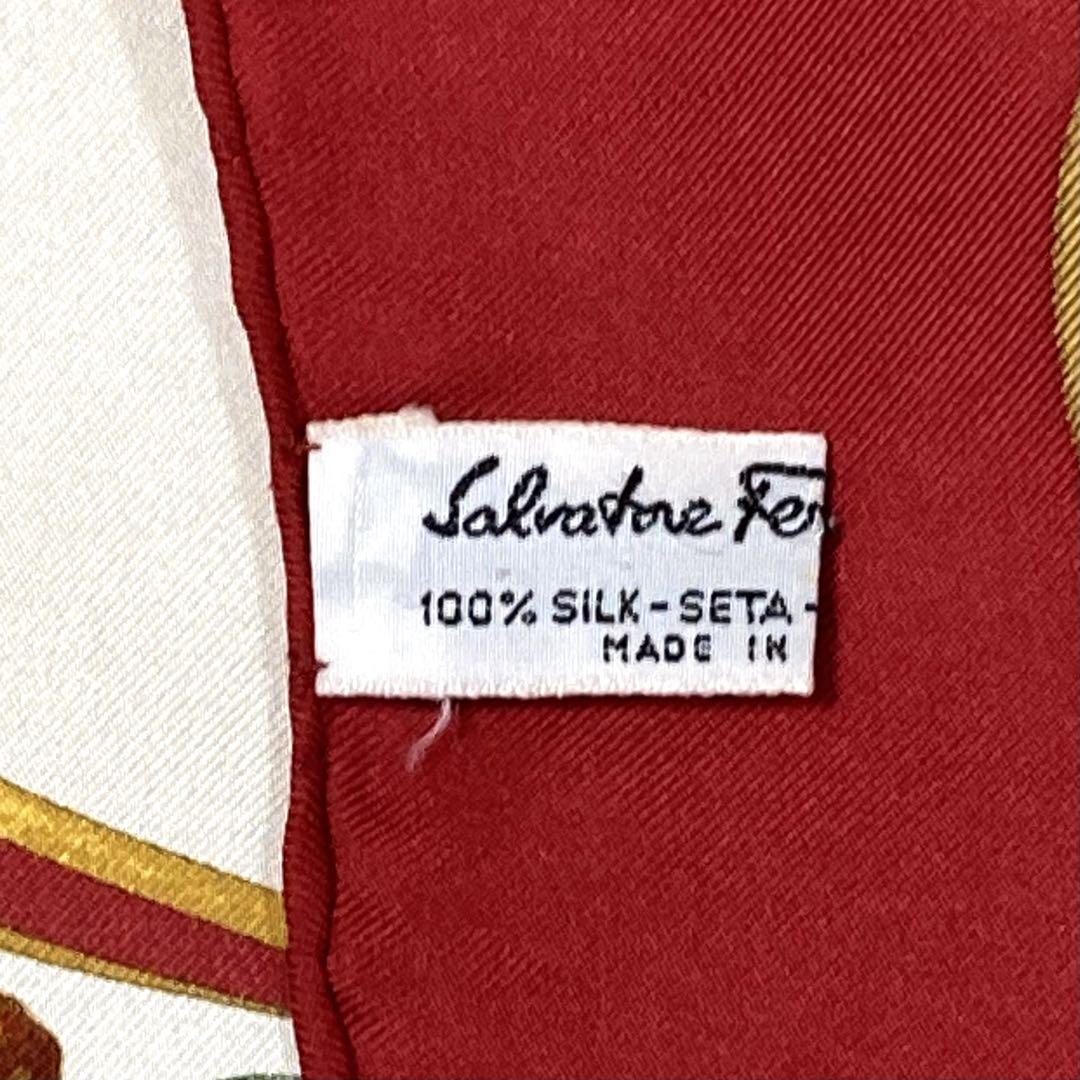 Salvatore Fer
100% SILK-SETA-
MADE IN